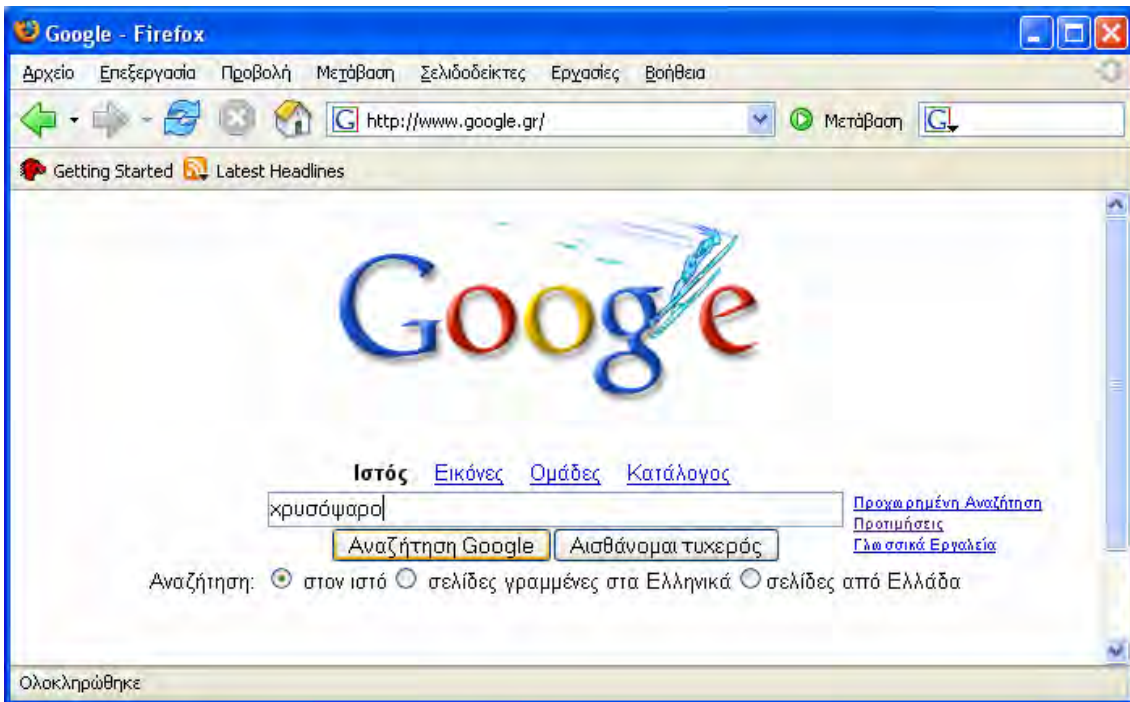 Google - Firefox
Αρχείο Επεξεργασία Προβολή Μετάβαση Σελιδοδείκτες Εργασίες Βοήθεια
G http://www.google.gr/ Μετάβαση G
Getting Started Latest Headlines
Google
Ιστός Εικόνες Ομάδες Κατάλογος
χρυσόψαρο Προχωρημένη Αναζήτηση
Προτιμήσεις
Αναζήτηση Google Αισθάνομαι τυχερός Γλωσσικά Εργαλεία
Αναζήτηση: στον ιστό σελίδες γραμμένες στα Ελληνικά σελίδες από Ελλάδα
Ολοκληρώθηκε